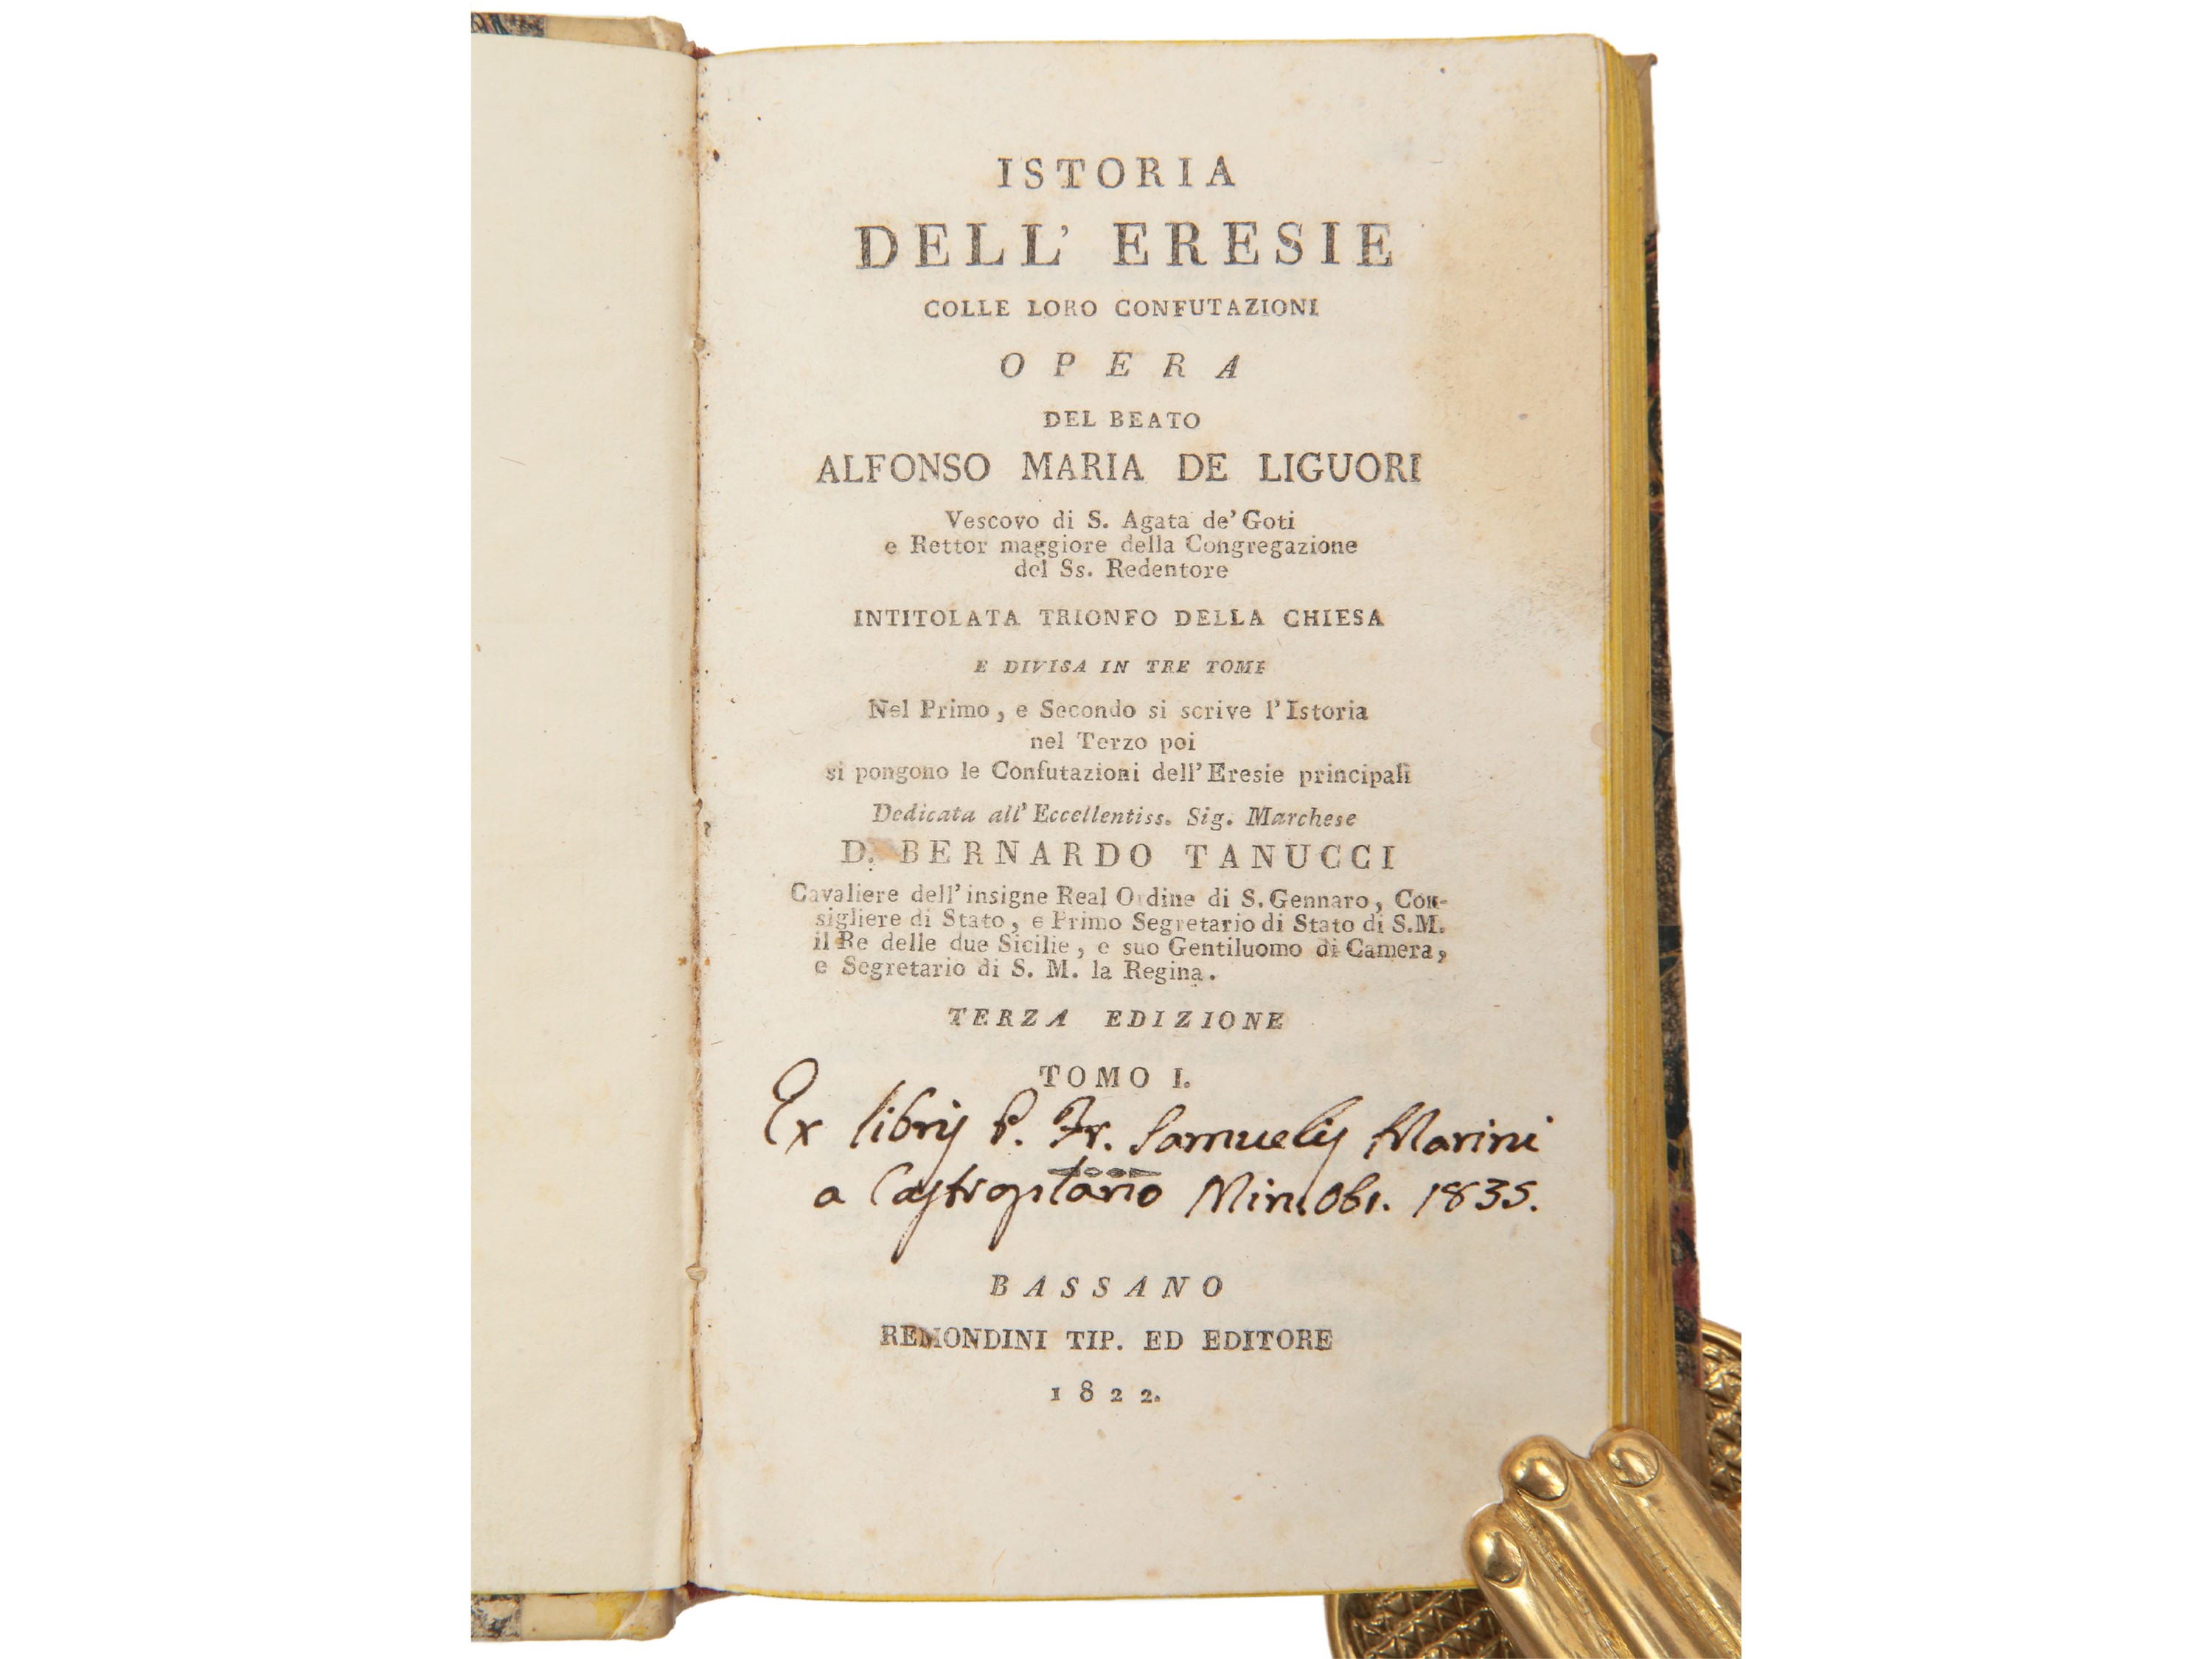 ISTORIA
DELL' ERESIE
COLLE LORO CONFUTAZIONI
OPERA
DEL BEATO
ALFONSO MARIA DE LIGUORI
Vescovo di S. Agata de' Goti
e Rettor maggiore della Congregazione
del Ss. Redentore
INTITOLATA TRIONFO DELLA CHIESA
E DIVISA IN TRE TOMI
Nel Primo, e Secondo si scrive l'Istoria
nel Terzo poi
si pongono le Confutazioni dell' Eresie principali
Dedicata all' Eccellentiss. Sig. Marchese
D. BERNARDO TANUCCI
Cavaliere dell' insigne Real Ordine di S. Gennaro, Con-
sigliere di Stato, e Primo Segretario di Stato di S.M.
il Re delle due Sicilie, e suo Gentiluomo di Camera,
e Segretario di S. M. la Regina.
TERZA EDIZIONE
TOMO I.
Ex libris P. Fr. Samuelis Marini
a Min. Obs. 1835.
BASSANO
REMONDINI TIP. ED EDITORE
1822.